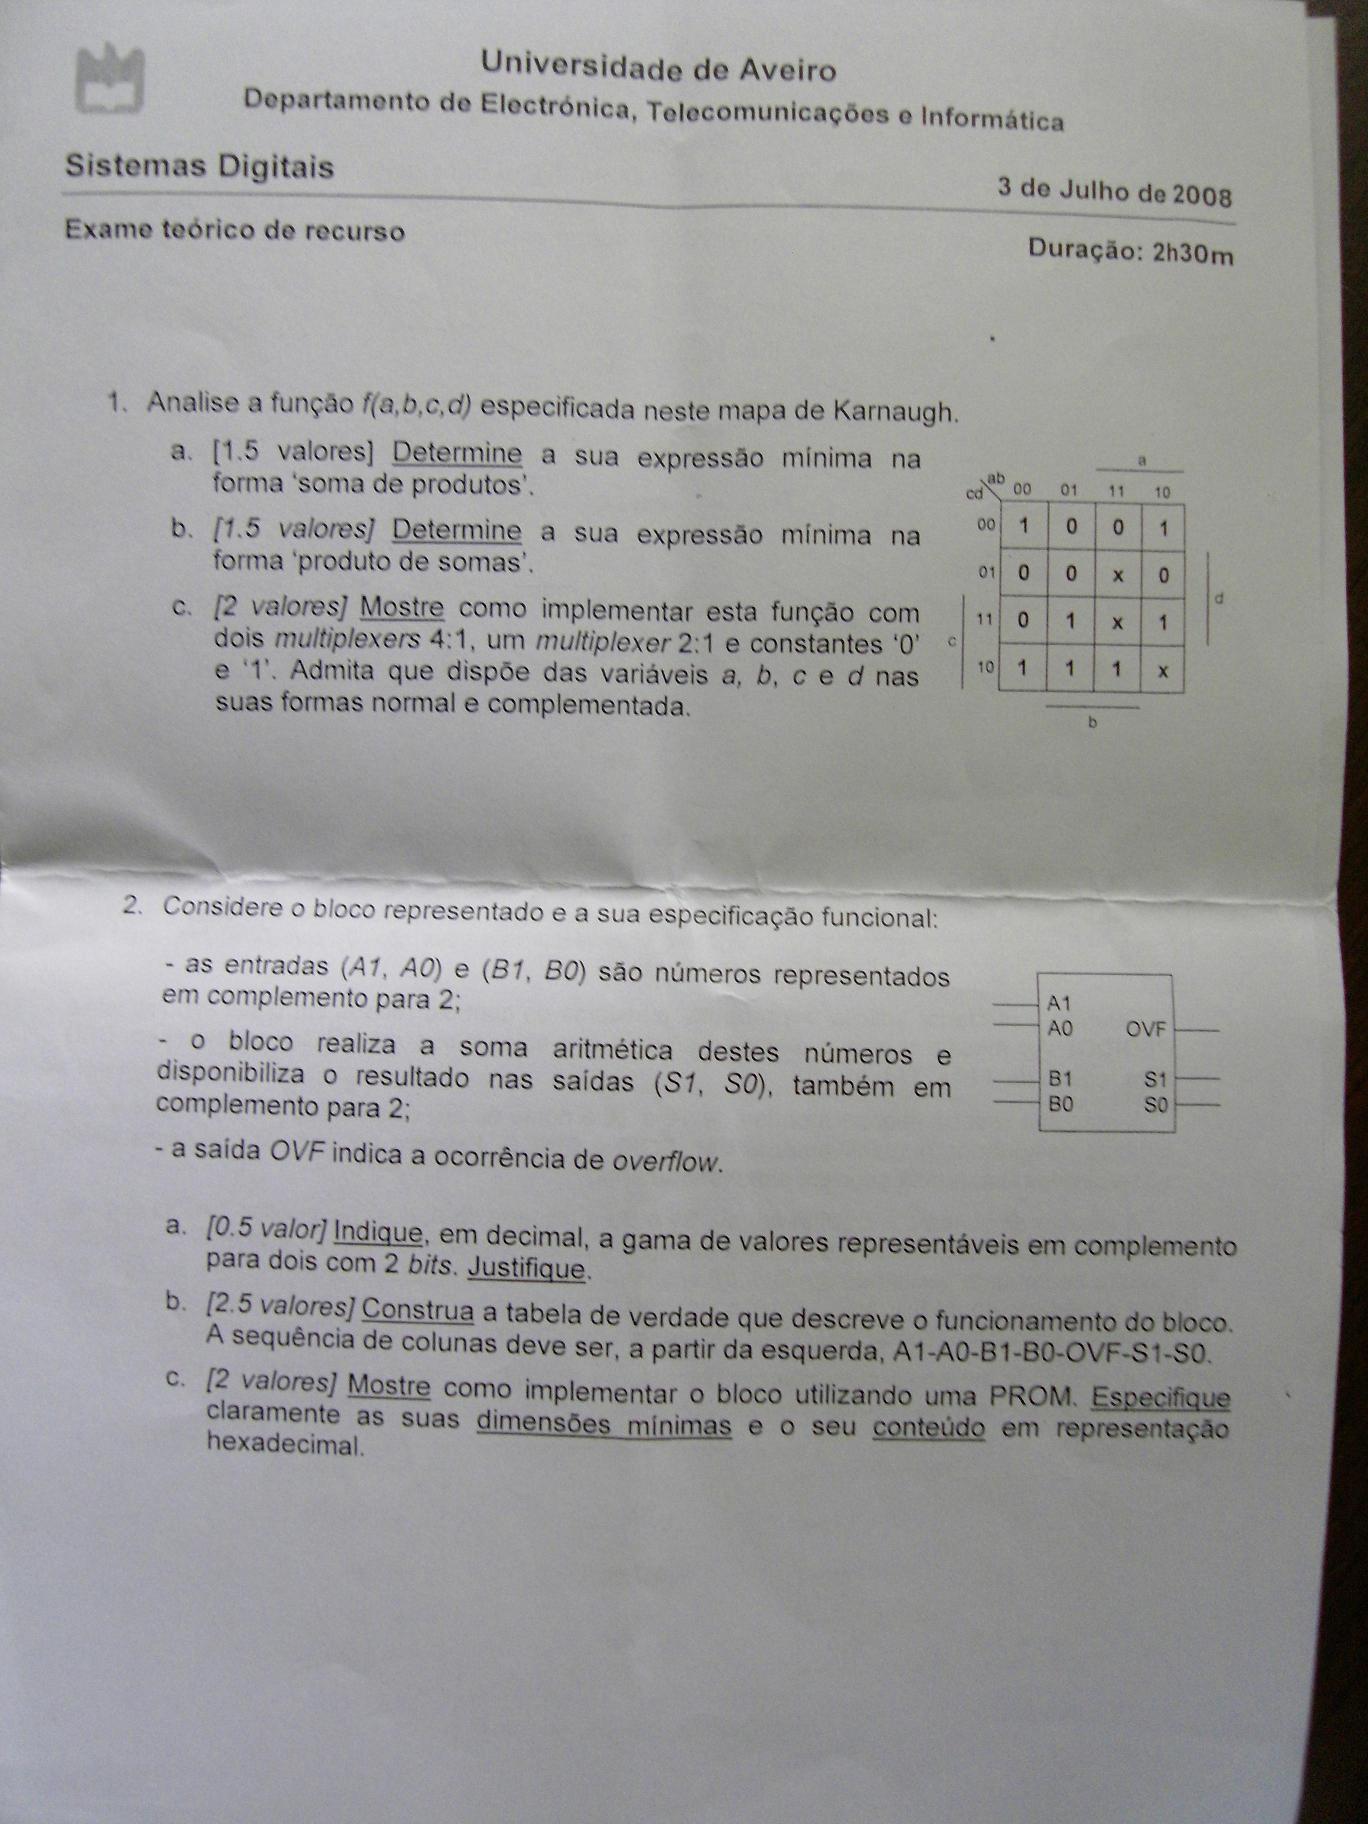 Universidade de Aveiro
Departamento de Electrónica, Telecomunicações e Informática
Sistemas Digitais
3 de Julho de 2008
Exame teórico de recurso
Duração: 2h30m
1. Analise a função f(a,b,c,d) especificada neste mapa de Karnaugh.
a. [1.5 valores] Determine a sua expressão mínima na
forma ‘soma de produtos’.
b. [1.5 valores] Determine a sua expressão mínima na
forma ‘produto de somas’.
c. [2 valores] Mostre como implementar esta função com
dois multiplexers 4:1, um multiplexer 2:1 e constantes ‘0’
e ‘1’. Admita que dispõe das variáveis a, b, c e d nas
suas formas normal e complementada.
a
ab
cd 00 01 11 10
00 1 0 0 1
01 0 0 x 0
d
11 0 1 x 1
c
10 1 1 1 x
b
2. Considere o bloco representado e a sua especificação funcional:
- as entradas (A1, A0) e (B1, B0) são números representados
em complemento para 2;
- o bloco realiza a soma aritmética destes números e
disponibiliza o resultado nas saídas (S1, S0), também em
complemento para 2;
- a saída OVF indica a ocorrência de overflow.
A1
A0 OVF
B1 S1
B0 S0
a. [0.5 valor] Indique, em decimal, a gama de valores representáveis em complemento
para dois com 2 bits. Justifique.
b. [2.5 valores] Construa a tabela de verdade que descreve o funcionamento do bloco.
A sequência de colunas deve ser, a partir da esquerda, A1-A0-B1-B0-OVF-S1-S0.
c. [2 valores] Mostre como implementar o bloco utilizando uma PROM. Especifique
claramente as suas dimensões mínimas e o seu conteúdo em representação
hexadecimal.